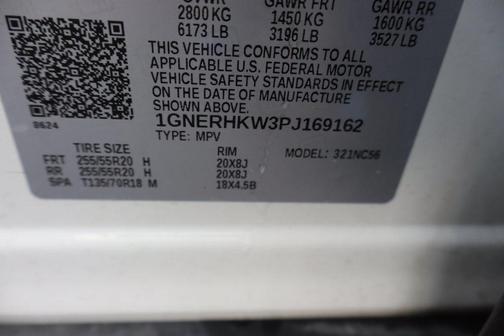 GVWR GAWR FRT GAWR RR
2800 KG 1450 KG 1600 KG
6173 LB 3196 LB 3527 LB
THIS VEHICLE CONFORMS TO ALL
APPLICABLE U.S. FEDERAL MOTOR
VEHICLE SAFETY STANDARDS IN EFFECT
ON THE DATE OF MANUFACTURE
SHOWN ABOVE.
1GNERHKW3PJ169162
8624 TYPE: MPV
TIRE SIZE RIM MODEL: 321NC56
FRT 255/55R20 H 20X8J
RR 255/55R20 H 20X8J
SPA T135/70R18 M 18X4.5B